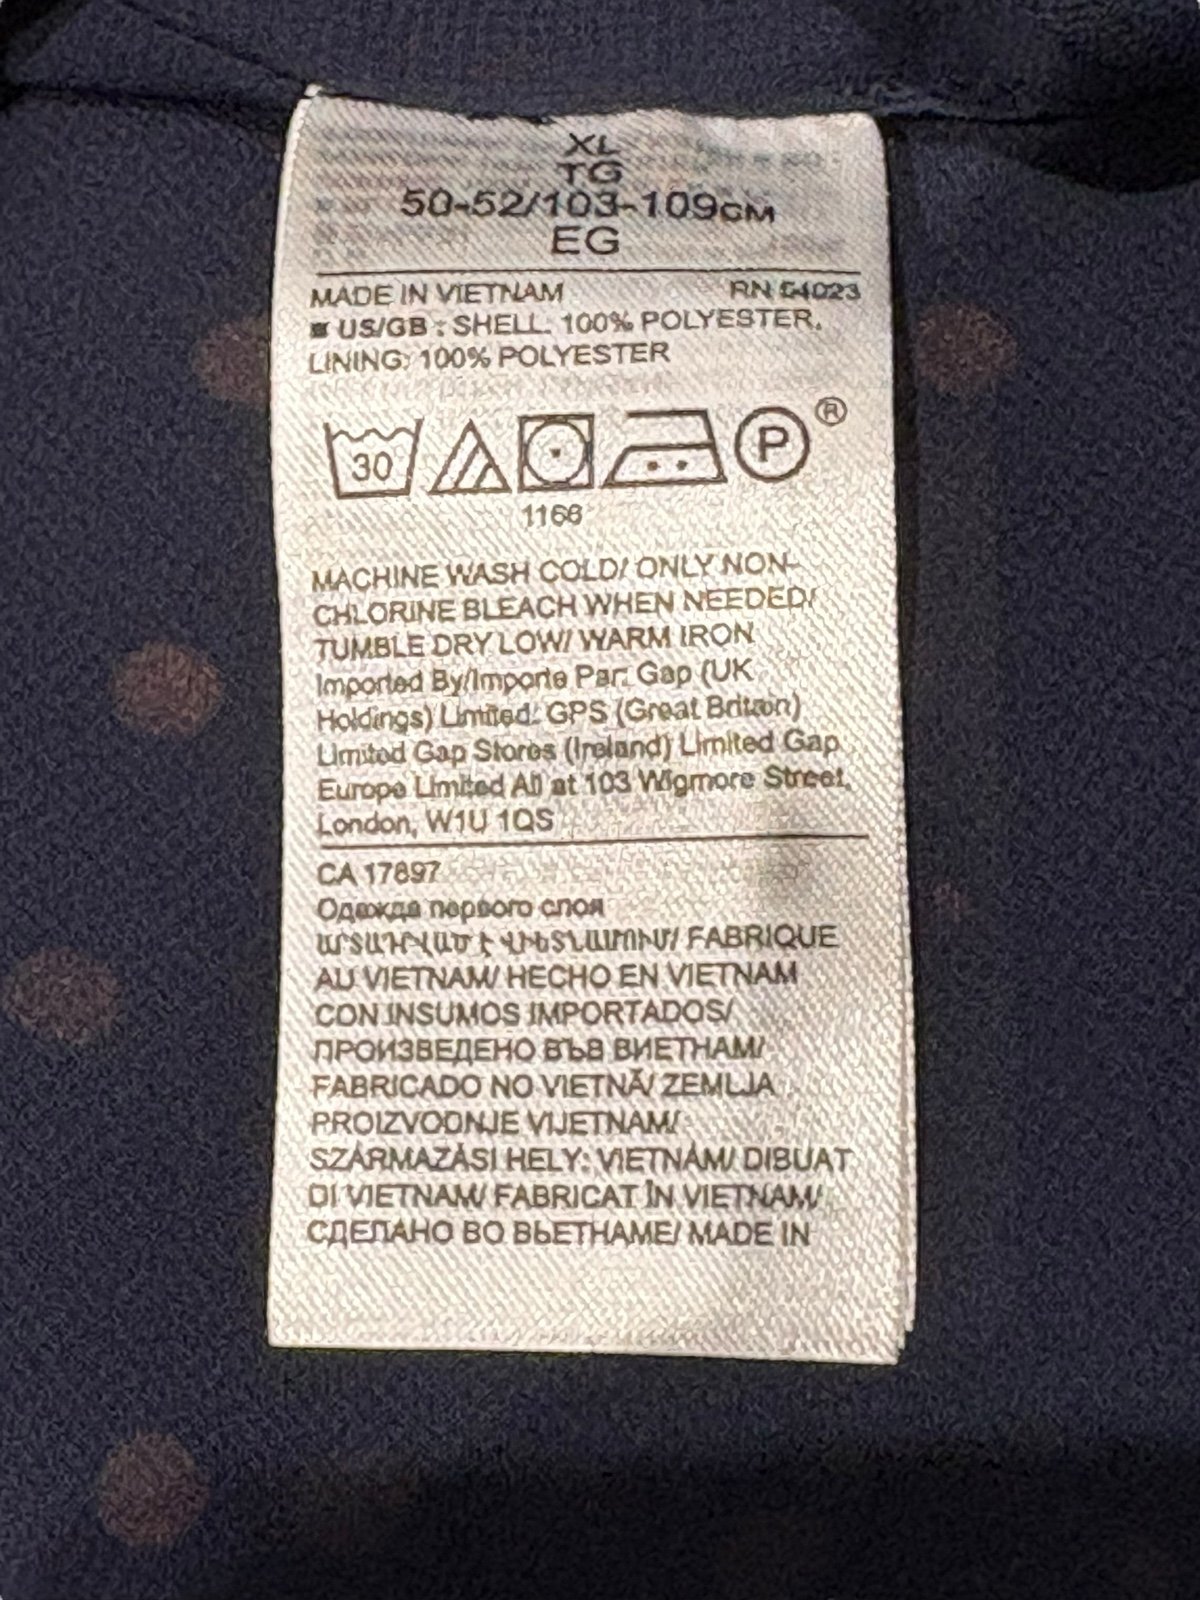 XL
TG
50-52/103-109CM
EG
MADE IN VIETNAM RN 54023
US/GB : SHELL: 100% POLYESTER,
LINING: 100% POLYESTER
30 P ®
1166
MACHINE WASH COLD/ ONLY NON-
CHLORINE BLEACH WHEN NEEDED/
TUMBLE DRY LOW/ WARM IRON
Imported By/Importe Par: Gap (UK
Holdings) Limited: GPS (Great Britain)
Limited Gap Stores (Ireland) Limited Gap
Europe Limited All at 103 Wigmore Street,
London, W1U 1QS
CA 17897
Одежда первого слоя
ԱՐՏԱԴՐՎԱԾ Է ՎԻԵՏՆԱՄՈՒՄ/ FABRIQUE
AU VIETNAM/ HECHO EN VIETNAM
CON INSUMOS IMPORTADOS/
ПРОИЗВЕДЕНО ВЪВ ВИЕТНАМ/
FABRICADO NO VIETNÃ/ ZEMLJA
PROIZVODNJE VIJETNAM/
SZÁRMAZÁSI HELY: VIETNÁM/ DIBUAT
DI VIETNAM/ FABRICAT ÎN VIETNAM/
СДЕЛАНО ВО ВЬЕТНАМЕ/ MADE IN